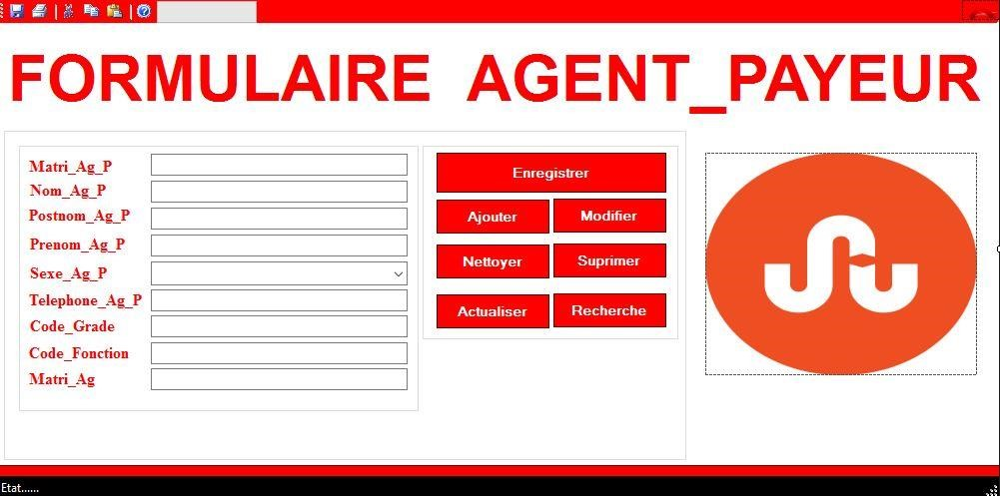 FORMULAIRE AGENT_PAYEUR
Matri_Ag_P
Nom_Ag_P
Postnom_Ag_P
Prenom_Ag_P
Sexe_Ag_P
Telephone_Ag_P
Code_Grade
Code_Fonction
Matri_Ag
Enregistrer
Ajouter
Modifier
Nettoyer
Suprimer
Actualiser
Recherche
Etat......